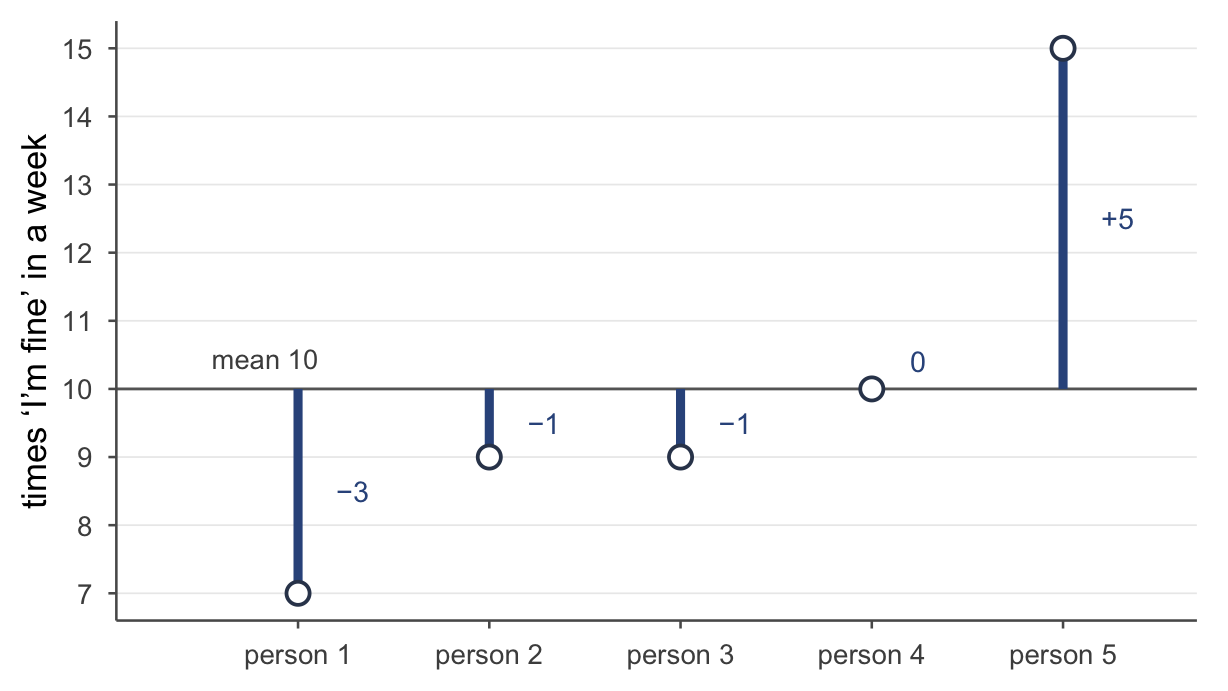 times ‘I’m fine’ in a week
15
14
13
12
11
10
9
8
7
mean 10
−3
−1
−1
0
+5
person 1
person 2
person 3
person 4
person 5